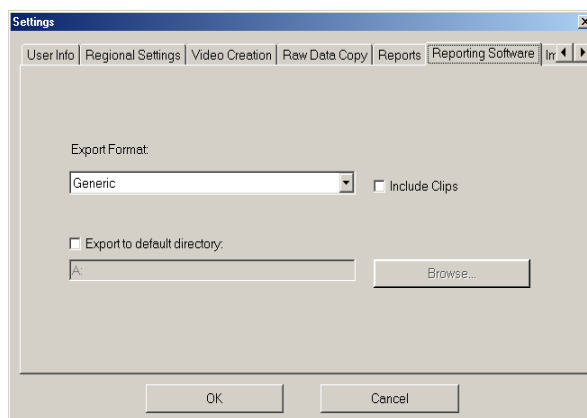 Settings
User Info Regional Settings Video Creation Raw Data Copy Reports Reporting Software
Export Format:
Generic Include Clips
Export to default directory:
A: Browse...
OK Cancel